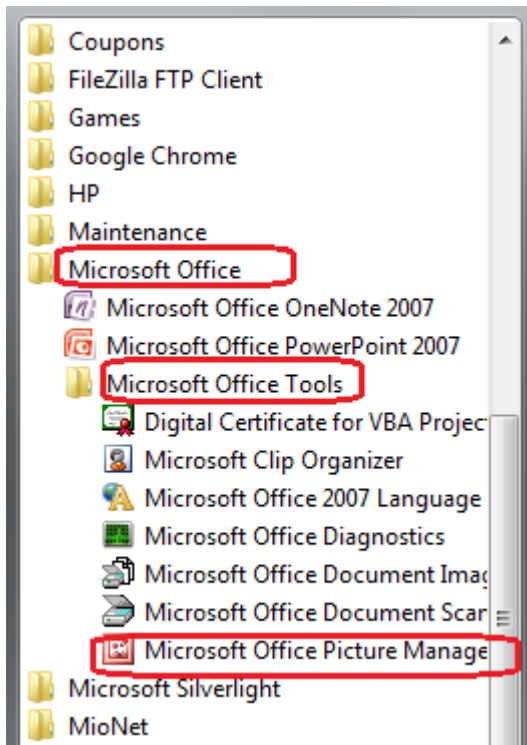 Coupons
FileZilla FTP Client
Games
Google Chrome
HP
Maintenance
Microsoft Office
Microsoft Office OneNote 2007
Microsoft Office PowerPoint 2007
Microsoft Office Tools
Digital Certificate for VBA Projec
Microsoft Clip Organizer
Microsoft Office 2007 Language
Microsoft Office Diagnostics
Microsoft Office Document Imag
Microsoft Office Document Scan
Microsoft Office Picture Manage
Microsoft Silverlight
MioNet